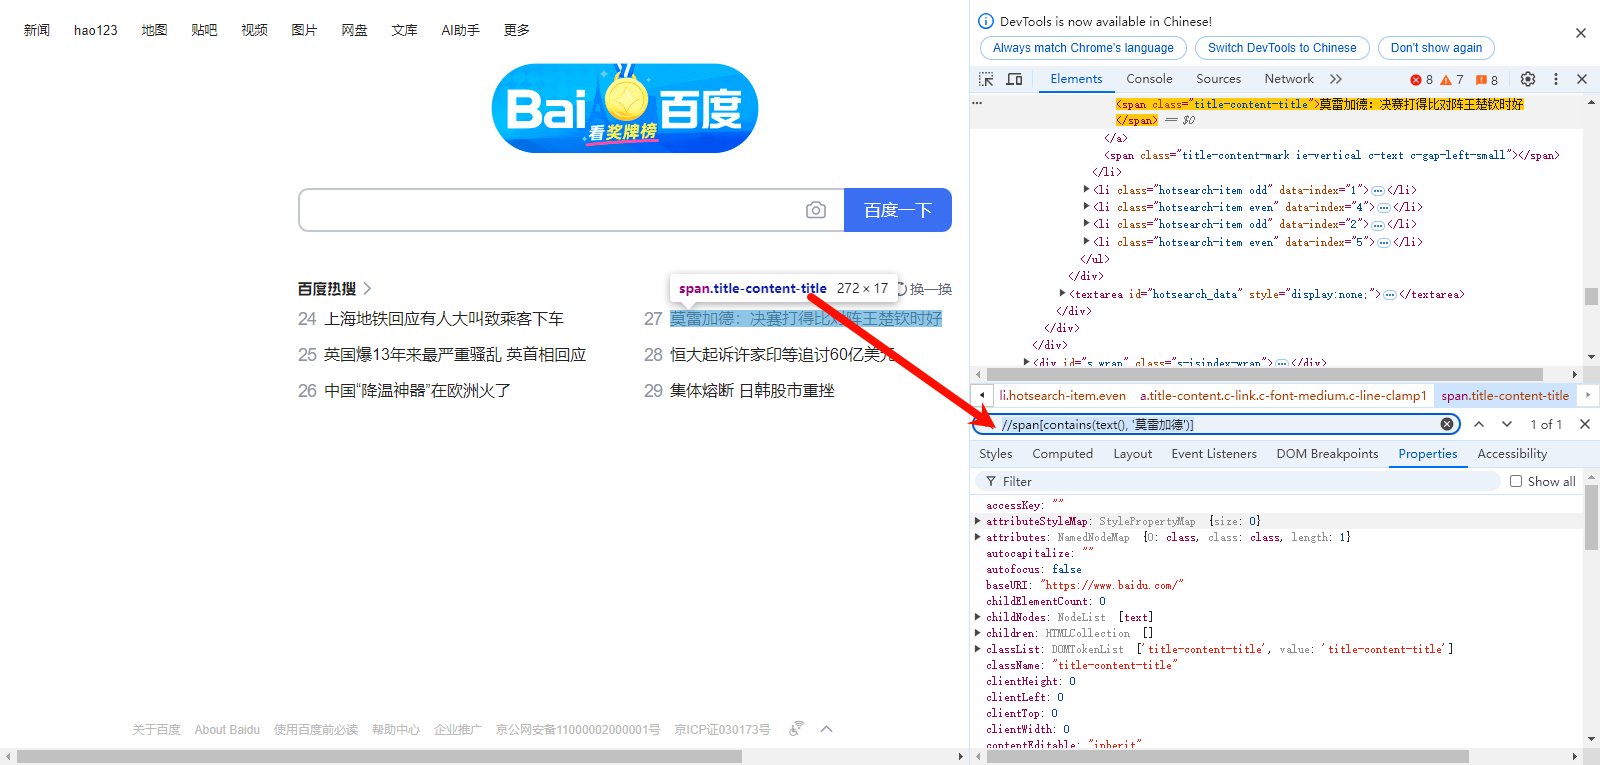 新闻 hao123 地图 贴吧 视频 图片 网盘 文库 AI助手 更多
Bai 百度
看奖牌榜
百度一下
百度热搜
换一换
span.title-content-title 272 × 17
24 上海地铁回应有人大叫致乘客下车
27 莫雷加德：决赛打得比对阵王楚钦时好
25 英国爆13年来最严重骚乱 英首相回应
28 恒大起诉许家印等追讨60亿美元
26 中国“降温神器”在欧洲火了
29 集体熔断 日韩股市重挫
关于百度 About Baidu 使用百度前必读 帮助中心 企业推广 京公网安备11000002000001号 京ICP证030173号
DevTools is now available in Chinese!
Always match Chrome's language Switch DevTools to Chinese Don't show again
Elements Console Sources Network 8 7 8
<span class="title-content-title">莫雷加德：决赛打得比对阵王楚钦时好
</span> == $0
</a>
<span class="title-content-mark ie-vertical c-text c-gap-left-small"></span>
</li>
<li class="hotsearch-item odd" data-index="1">…</li>
<li class="hotsearch-item even" data-index="4">…</li>
<li class="hotsearch-item odd" data-index="2">…</li>
<li class="hotsearch-item even" data-index="5">…</li>
</ul>
</div>
<textarea id="hotsearch_data" style="display:none;">…</textarea>
</div>
</div>
</div>
<div id="s_wrap" class="s-isindex-wrap">…</div>
li.hotsearch-item.even a.title-content.c-link.c-font-medium.c-line-clamp1 span.title-content-title
//span[contains(text(), '莫雷加德')]
1 of 1
Styles Computed Layout Event Listeners DOM Breakpoints Properties Accessibility
Filter Show all
accessKey: ""
attributeStyleMap: StylePropertyMap {size: 0}
attributes: NamedNodeMap {0: class, class: class, length: 1}
autocapitalize: ""
autofocus: false
baseURI: "https://www.baidu.com/"
childElementCount: 0
childNodes: NodeList [text]
children: HTMLCollection []
classList: DOMTokenList ['title-content-title', value: 'title-content-title']
className: "title-content-title"
clientHeight: 0
clientLeft: 0
clientTop: 0
clientWidth: 0
contentEditable: "inherit"